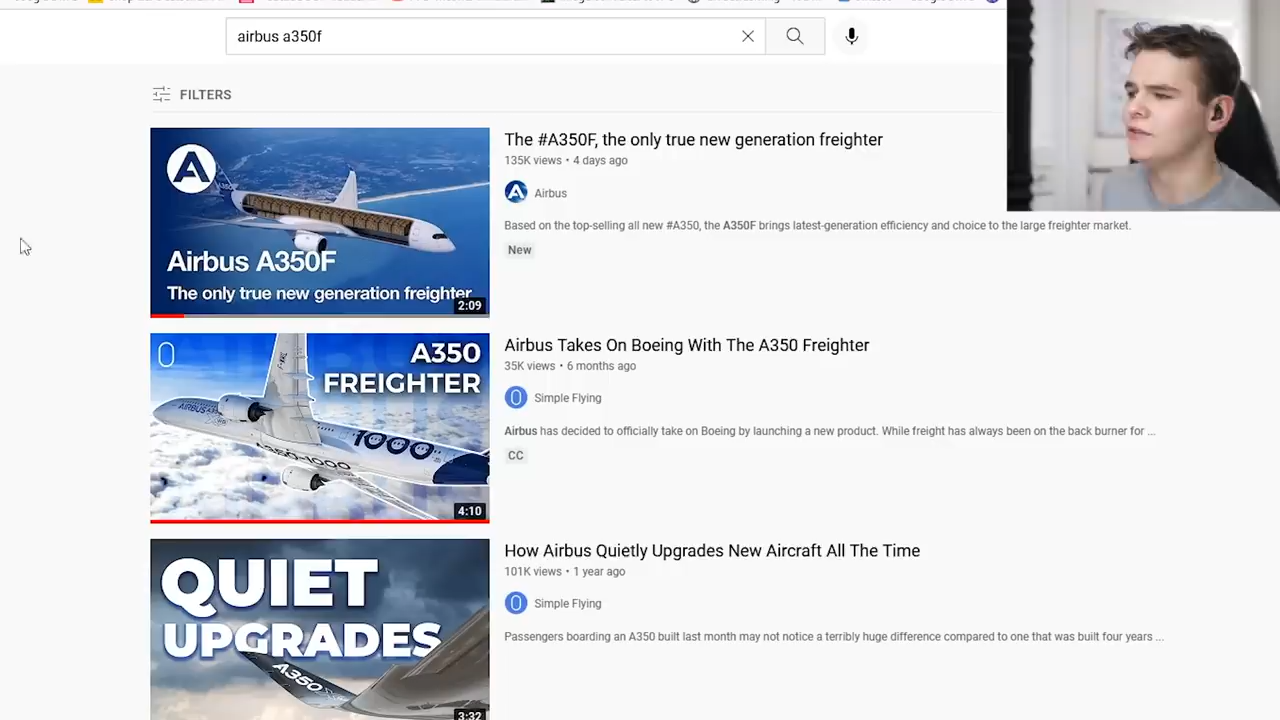 airbus a350f
FILTERS
Airbus A350F
The only true new generation freighter
2:09
The #A350F, the only true new generation freighter
135K views • 4 days ago
Airbus
Based on the top-selling all new #A350, the A350F brings latest-generation efficiency and choice to the large freighter market.
New
A350
FREIGHTER
1000
A350-1000
4:10
Airbus Takes On Boeing With The A350 Freighter
35K views • 6 months ago
Simple Flying
Airbus has decided to officially take on Boeing by launching a new product. While freight has always been on the back burner for ...
CC
QUIET
UPGRADES
A350
3:32
How Airbus Quietly Upgrades New Aircraft All The Time
101K views • 1 year ago
Simple Flying
Passengers boarding an A350 built last month may not notice a terribly huge difference compared to one that was built four years ...